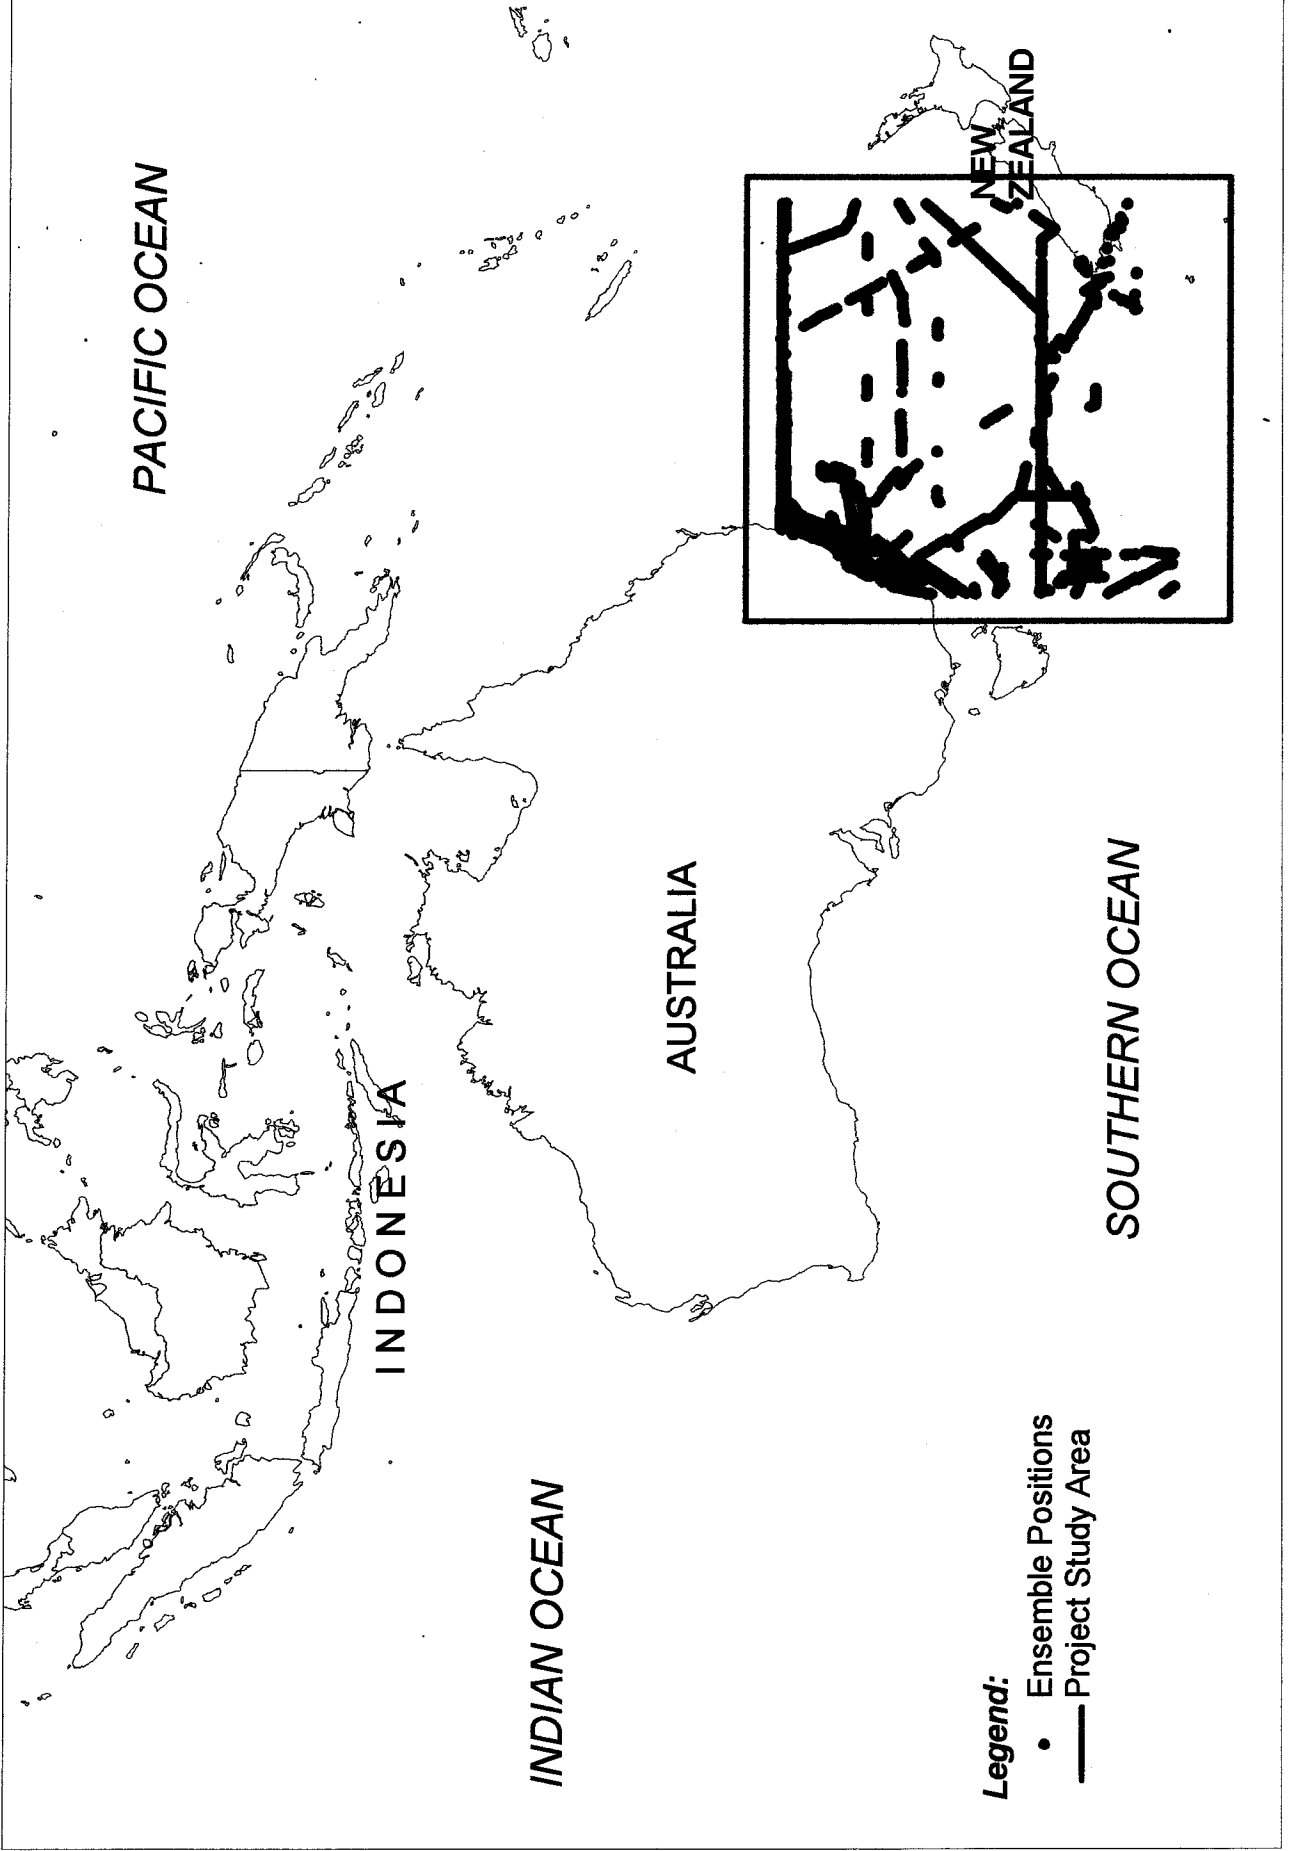 PACIFIC OCEAN
INDONESIA
INDIAN OCEAN
AUSTRALIA
NEW
ZEALAND
SOUTHERN OCEAN
Legend:
Ensemble Positions
Project Study Area